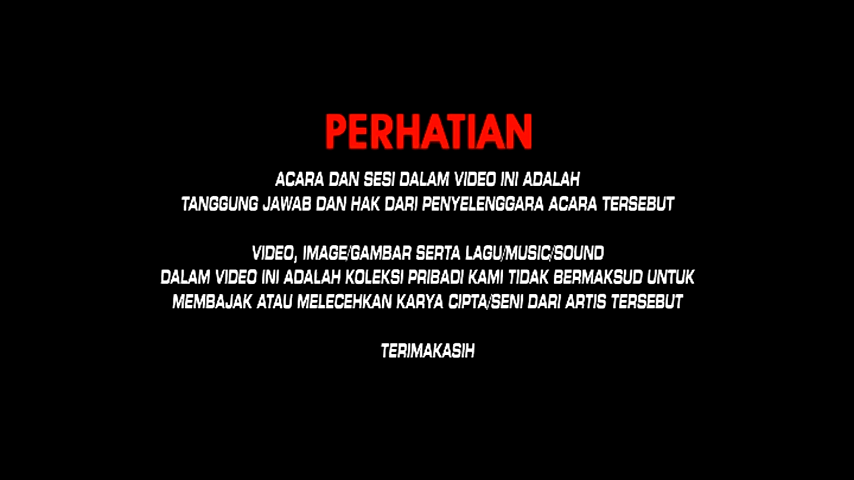 PERHATIAN
ACARA DAN SESI DALAM VIDEO INI ADALAH
TANGGUNG JAWAB DAN HAK DARI PENYELENGGARA ACARA TERSEBUT
VIDEO, IMAGE/GAMBAR SERTA LAGU/MUSIC/SOUND
DALAM VIDEO INI ADALAH KOLEKSI PRIBADI KAMI TIDAK BERMAKSUD UNTUK
MEMBAJAK ATAU MELECEHKAN KARYA CIPTA/SENI DARI ARTIS TERSEBUT
TERIMAKASIH